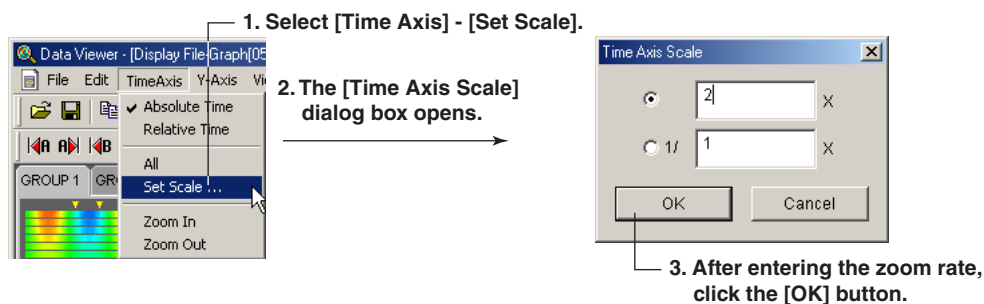 1. Select [Time Axis] - [Set Scale].
Data Viewer - [Display File-Graph[05
File Edit TimeAxis Y-Axis Vi
Absolute Time
Relative Time
A A B
All
GROUP 1 GR
Set Scale ...
Zoom In
Zoom Out
2. The [Time Axis Scale]
dialog box opens.
Time Axis Scale
2 X
1/ 1 X
OK Cancel
3. After entering the zoom rate,
click the [OK] button.